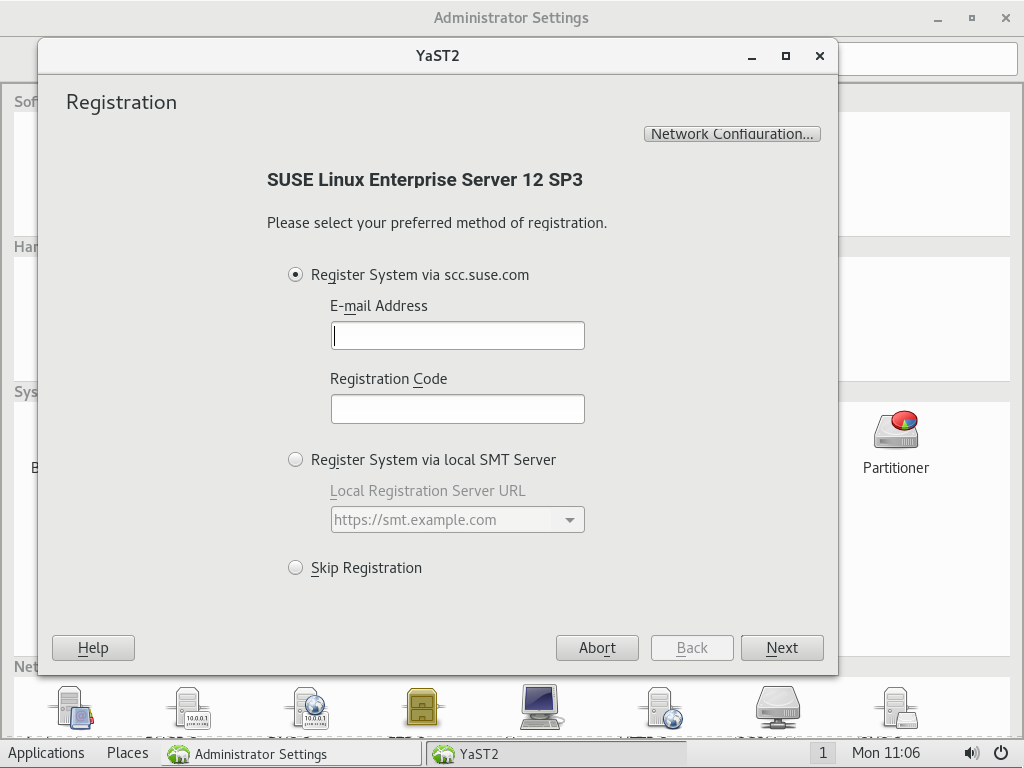 Administrator Settings
YaST2
Registration
Network Configuration...
SUSE Linux Enterprise Server 12 SP3
Please select your preferred method of registration.
Register System via scc.suse.com
E-mail Address
Registration Code
Register System via local SMT Server
Local Registration Server URL
https://smt.example.com
Skip Registration
Help
Abort
Back
Next
Sof
Har
Sys
B
Partitioner
Net
10.0.0.1
10.0.0.1
Applications
Places
Administrator Settings
YaST2
1
Mon 11:06